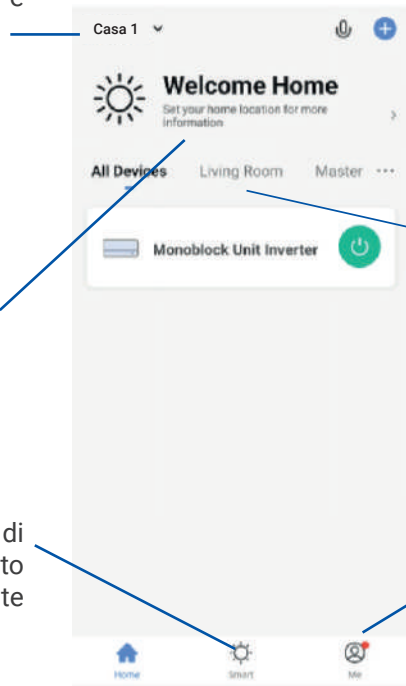 e
Casa 1
Welcome Home
Set your home location for more
information
All Devices Living Room Master ...
Monoblock Unit Inverter
di
to
te
Home Smart Me